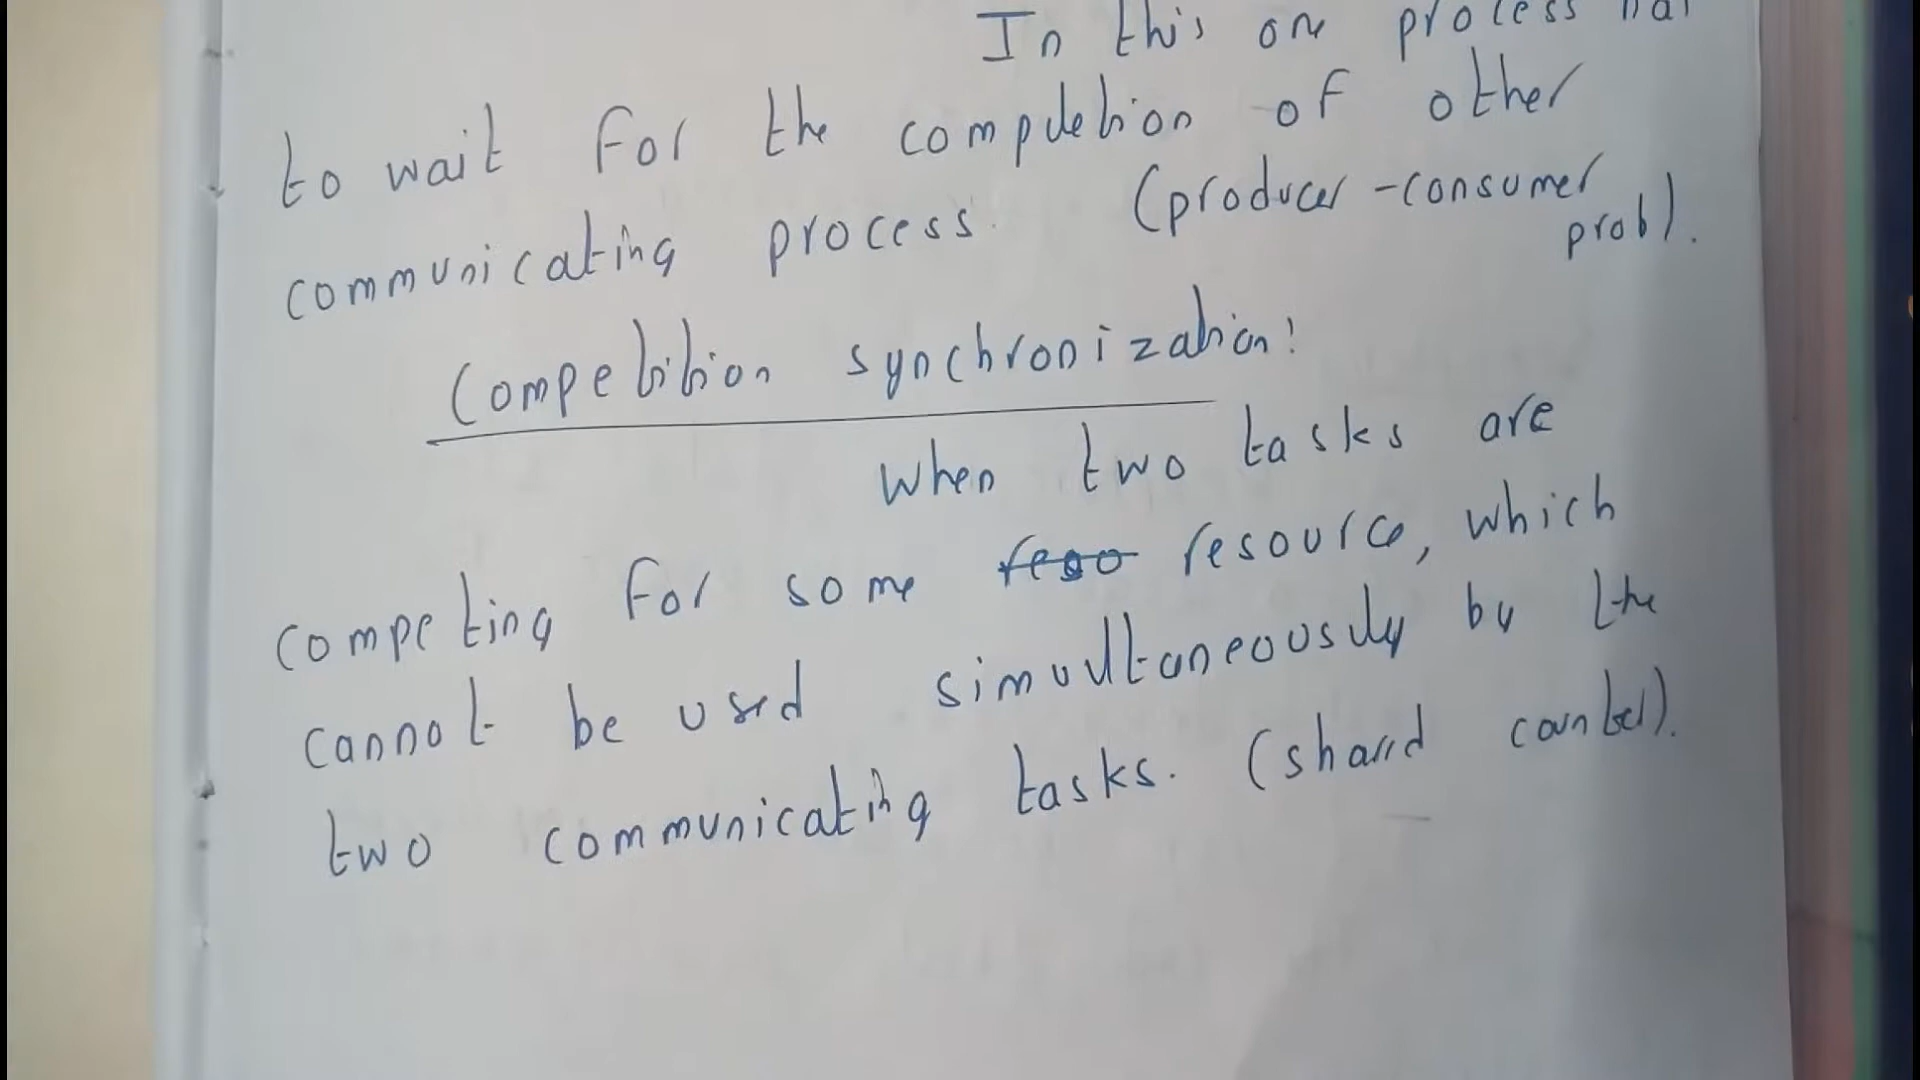 In this one process has
to wait for the completion of other
communicating process. (producer-consumer
prob).
Competition synchronization:
When two tasks are
competing for some reso resource, which
cannot be used simultaneously by the
two communicating tasks. (shared counter).